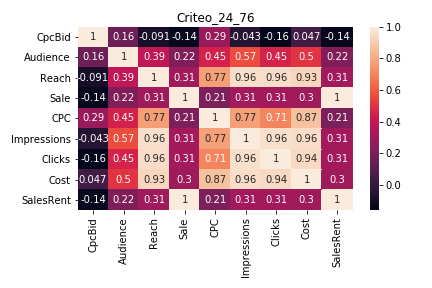 Criteo_24_76
CpcBid 1 0.16 -0.091 -0.14 0.29 -0.043 -0.16 0.047 -0.14
Audience 0.16 1 0.39 0.22 0.45 0.57 0.45 0.5 0.22
Reach -0.091 0.39 1 0.31 0.77 0.96 0.96 0.93 0.31
Sale -0.14 0.22 0.31 1 0.21 0.31 0.31 0.3 1
CPC 0.29 0.45 0.77 0.21 1 0.77 0.71 0.87 0.21
Impressions -0.043 0.57 0.96 0.31 0.77 1 0.96 0.96 0.31
Clicks -0.16 0.45 0.96 0.31 0.71 0.96 1 0.94 0.31
Cost 0.047 0.5 0.93 0.3 0.87 0.96 0.94 1 0.3
SalesRent -0.14 0.22 0.31 1 0.21 0.31 0.31 0.3 1
CpcBid Audience Reach Sale CPC Impressions Clicks Cost SalesRent
1.0
0.8
0.6
0.4
0.2
0.0